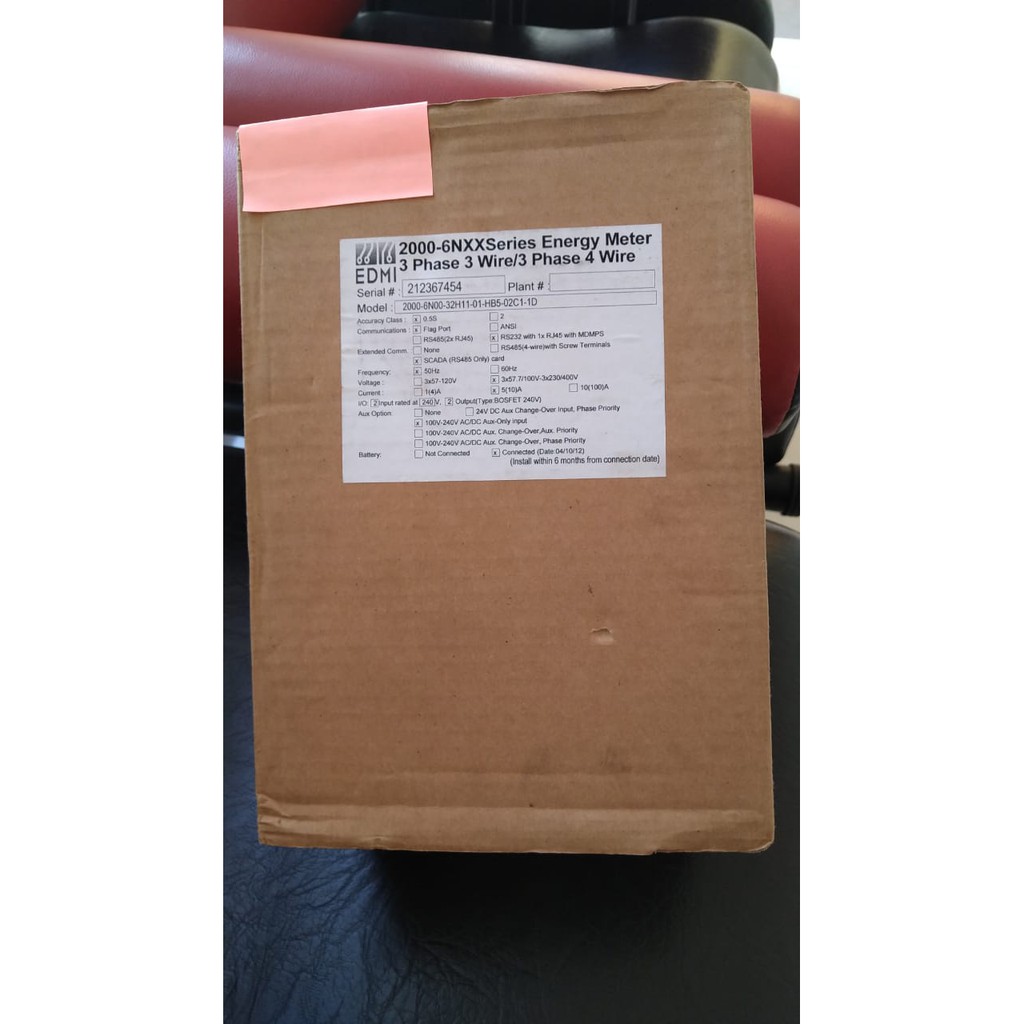 EDMI
2000-6NXXSeries Energy Meter
3 Phase 3 Wire/3 Phase 4 Wire
Serial # : 212367454 Plant # :
Model : 2000-6N00-32H11-01-HB5-02C1-1D
Accuracy Class : x 0.5S 2
Communications : x Flag Port ANSI
RS485(2x RJ45) x RS232 with 1x RJ45 with MDMPS
RS485(4-wire)with Screw Terminals
Extended Comm. None
x SCADA (RS485 Only) card
Frequency: x 50Hz 60Hz
Voltage : 3x57-120V x 3x57.7/100V-3x230/400V
Current : 1(4)A x 5(10)A 10(100)A
I/O: 2 Input rated at 240 V, 2 Output(Type:BOSFET 240V)
Aux Option: None 24V DC Aux Change-Over Input, Phase Priority
x 100V-240V AC/DC Aux-Only Input
100V-240V AC/DC Aux. Change-Over,Aux. Priority
100V-240V AC/DC Aux. Change-Over, Phase Priority
Battery: Not Connected x Connected (Date:04/10/12)
(Install within 6 months from connection date)